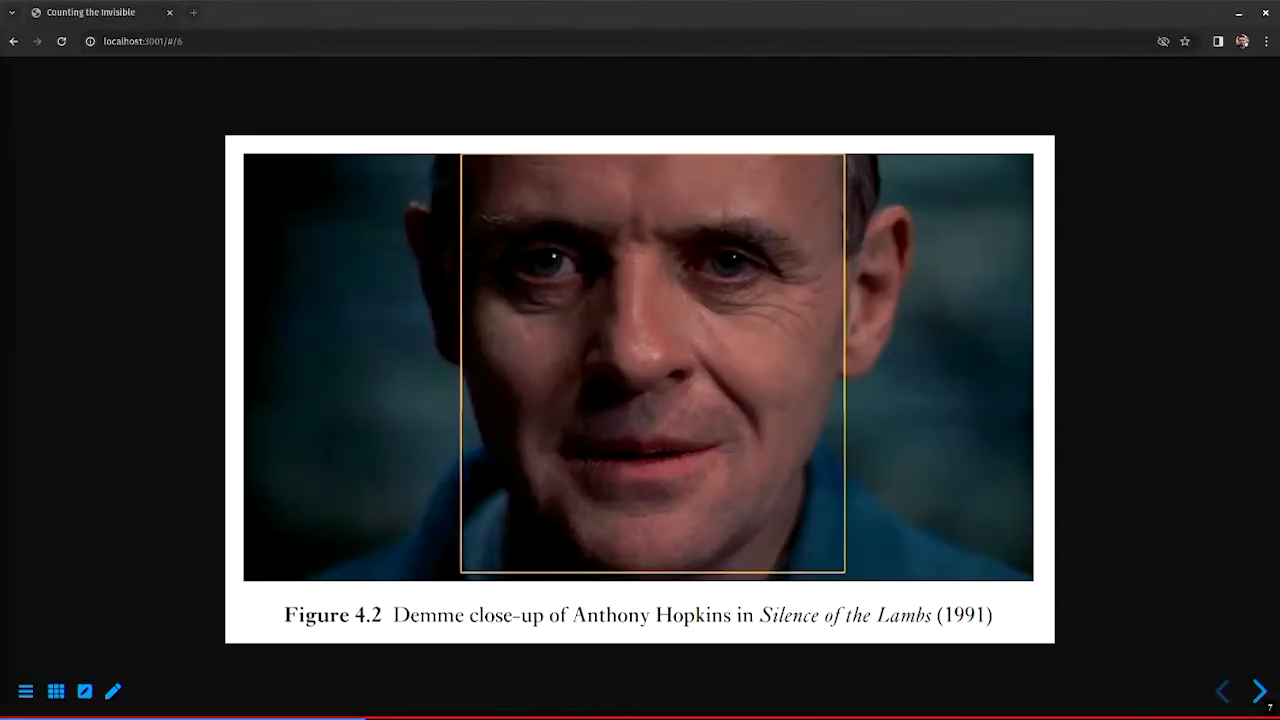 Counting the Invisible
localhost:3001/#/6
Figure 4.2 Demme close-up of Anthony Hopkins in Silence of the Lambs (1991)
7